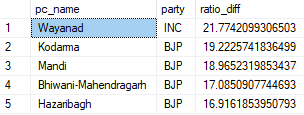 pc_name party ratio_diff
1 Wayanad INC 21.7742099306503
2 Kodarma BJP 19.2225741836499
3 Mandi BJP 18.9652319853437
4 Bhiwani-Mahendragarh BJP 17.0850907744693
5 Hazaribagh BJP 16.9161853950793